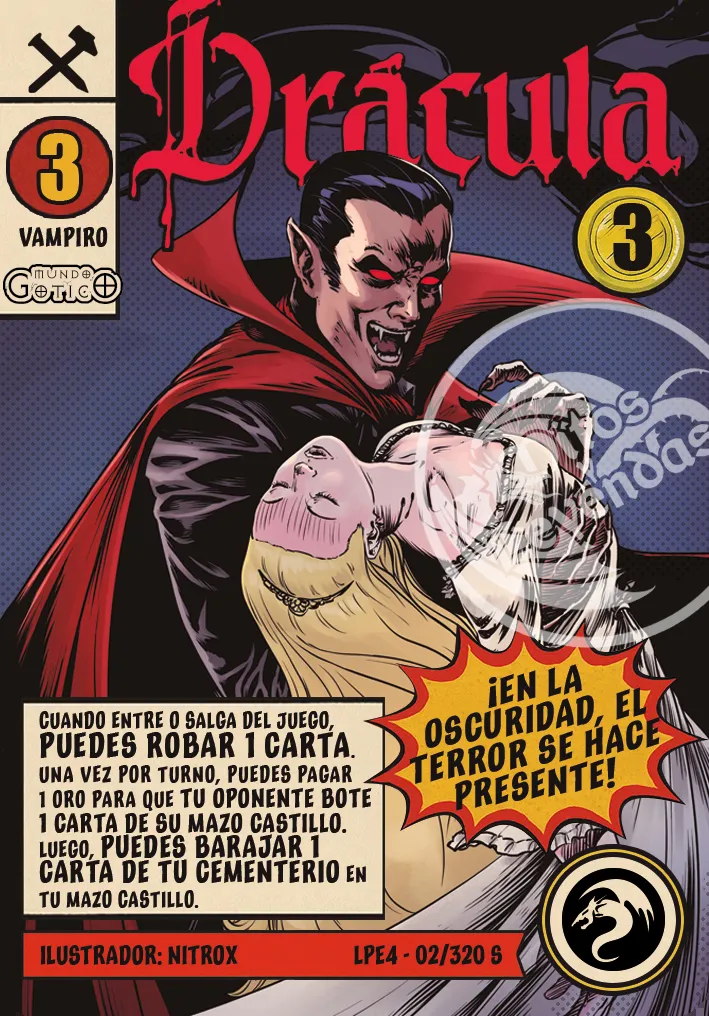 Drácula
3
VAMPIRO
MUNDO
GOTICO
3
Mitos
Leyendas
¡EN LA
OSCURIDAD, EL
TERROR SE HACE
PRESENTE!
CUANDO ENTRE O SALGA DEL JUEGO,
PUEDES ROBAR 1 CARTA.
UNA VEZ POR TURNO, PUEDES PAGAR
1 ORO PARA QUE TU OPONENTE BOTE
1 CARTA DE SU MAZO CASTILLO.
LUEGO, PUEDES BARAJAR 1
CARTA DE TU CEMENTERIO EN
TU MAZO CASTILLO.
ILUSTRADOR: NITROX LPE4 - 02/320 S